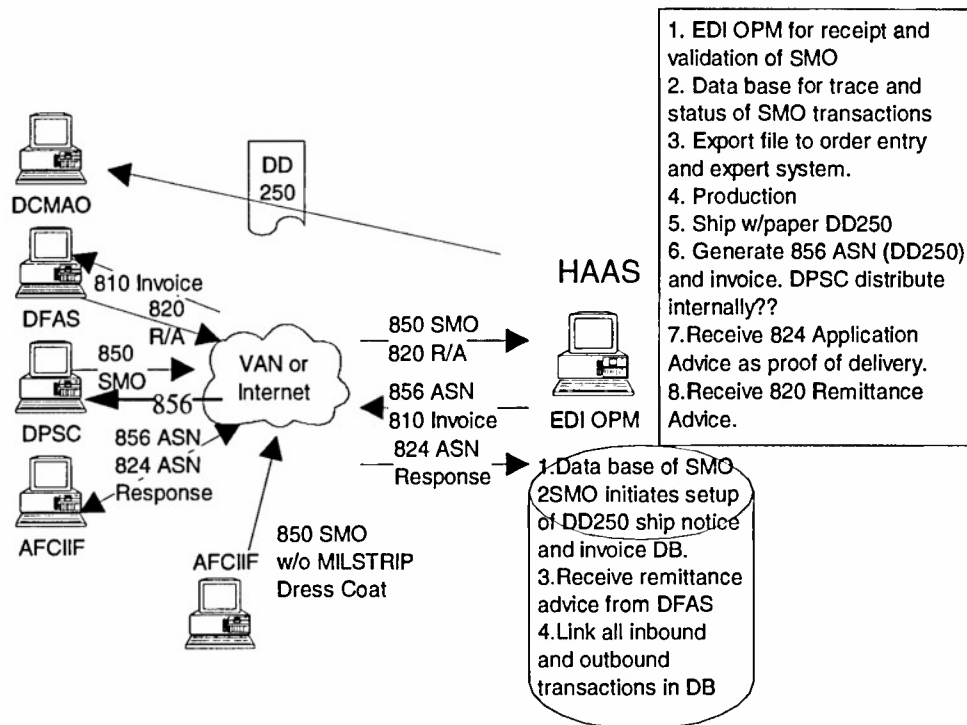 1. EDI OPM for receipt and
validation of SMO
2. Data base for trace and
status of SMO transactions
3. Export file to order entry
and expert system.
4. Production
5. Ship w/paper DD250
6. Generate 856 ASN (DD250)
and invoice. DPSC distribute
internally??
7.Receive 824 Application
Advice as proof of delivery.
8.Receive 820 Remittance
Advice.
DD
250
DCMAO
HAAS
810 Invoice
820
R/A
DFAS
850
SMO
856
DPSC
856 ASN
824 ASN
Response
AFCIIF
VAN or
Internet
850 SMO
820 R/A
856 ASN
810 Invoice
824 ASN
Response
EDI OPM
AFCIIF
850 SMO
w/o MILSTRIP
Dress Coat
1.Data base of SMO
2SMO initiates setup
of DD250 ship notice
and invoice DB.
3.Receive remittance
advice from DFAS
4.Link all inbound
and outbound
transactions in DB